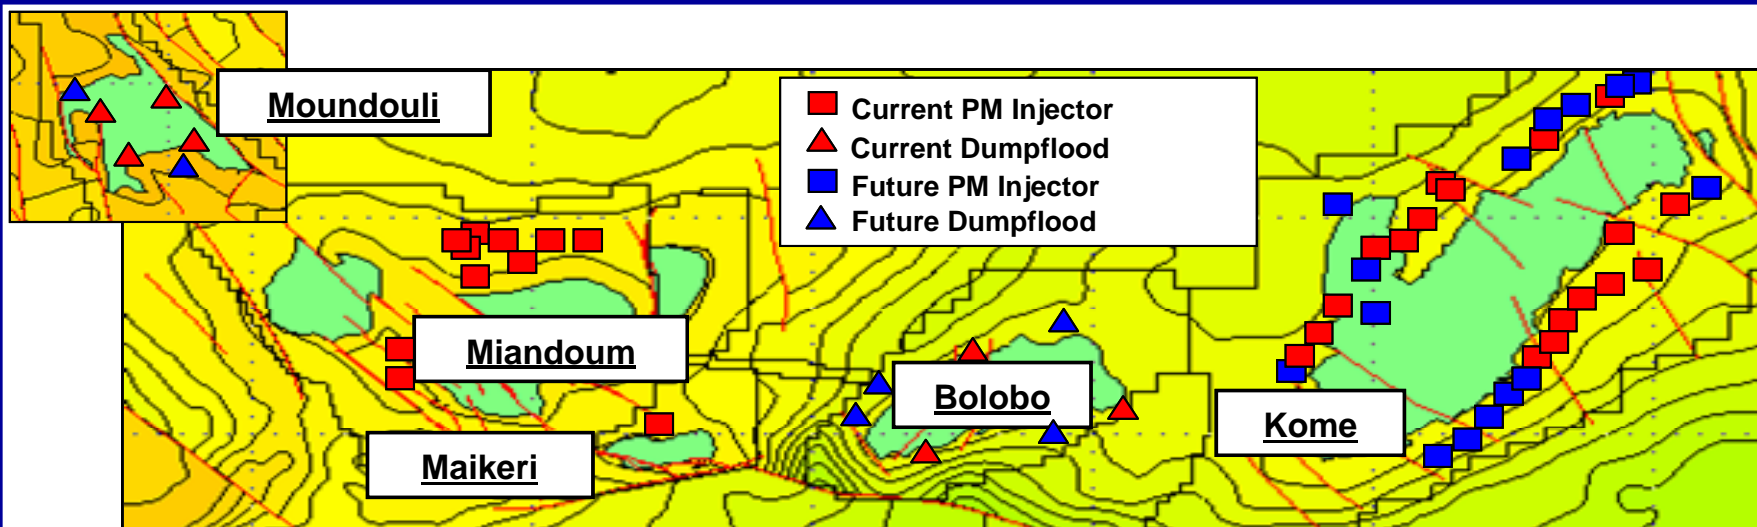 Moundouli
Current PM Injector
Current Dumpflood
Future PM Injector
Future Dumpflood
Miandoum
Bolobo
Kome
Maikeri